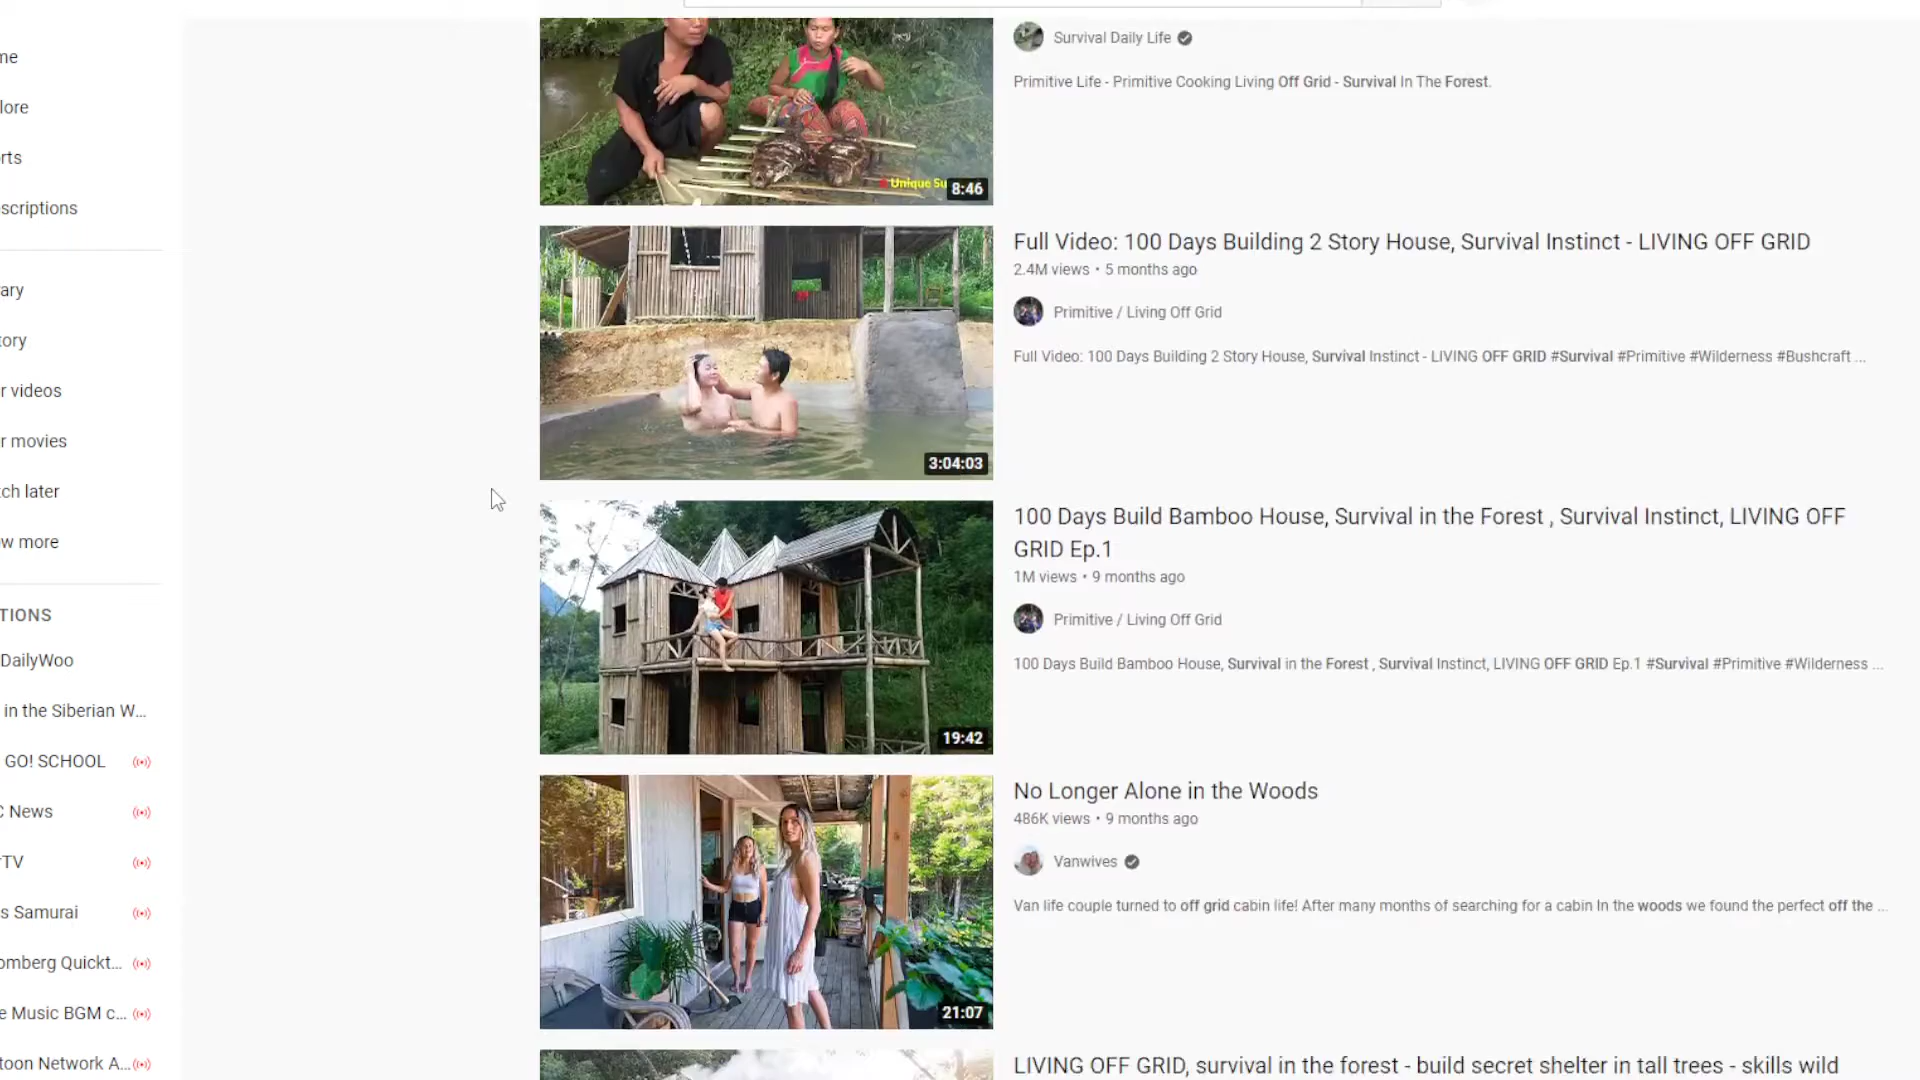 me
lore
rts
scriptions
ary
tory
r videos
r movies
tch later
ow more
TIONS
DailyWoo
in the Siberian W...
GO! SCHOOL
C News
rTV
s Samurai
omberg Quickt...
e Music BGM c...
toon Network A...
Unique Su
8:46
Survival Daily Life
Primitive Life - Primitive Cooking Living Off Grid - Survival In The Forest.
3:04:03
Full Video: 100 Days Building 2 Story House, Survival Instinct - LIVING OFF GRID
2.4M views • 5 months ago
Primitive / Living Off Grid
Full Video: 100 Days Building 2 Story House, Survival Instinct - LIVING OFF GRID #Survival #Primitive #Wilderness #Bushcraft ...
19:42
100 Days Build Bamboo House, Survival in the Forest , Survival Instinct, LIVING OFF
GRID Ep.1
1M views • 9 months ago
Primitive / Living Off Grid
100 Days Build Bamboo House, Survival in the Forest , Survival Instinct, LIVING OFF GRID Ep.1 #Survival #Primitive #Wilderness ...
21:07
No Longer Alone in the Woods
486K views • 9 months ago
Vanwives
Van life couple turned to off grid cabin life! After many months of searching for a cabin In the woods we found the perfect off the ...
LIVING OFF GRID, survival in the forest - build secret shelter in tall trees - skills wild